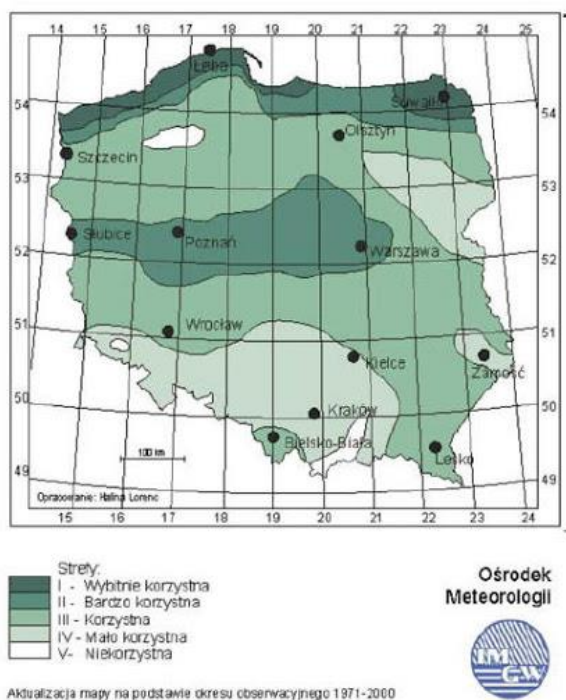 14 15 16 17 18 19 20 21 22 23 24 25
Łeba
Suwałki
54 54
Olsztyn
Szczecin
53 53
Słubice
Poznań
Warszawa
52 52
51 51
Wrocław
Kielce
Zamość
50 50
Kraków
Bielsko-Biała
Lesko
100 km
49 49
Opracowanie: Halina Lorenc
15 16 17 18 19 20 21 22 23 24
Strefy:
I - Wybitnie korzystna
II - Bardzo korzystna
III - Korzystna
IV - Mało korzystna
V - Niekorzystna
Ośrodek
Meteorologii
IM
GW
Aktualizacja mapy na podstawie okresu obserwacyjnego 1971-2000